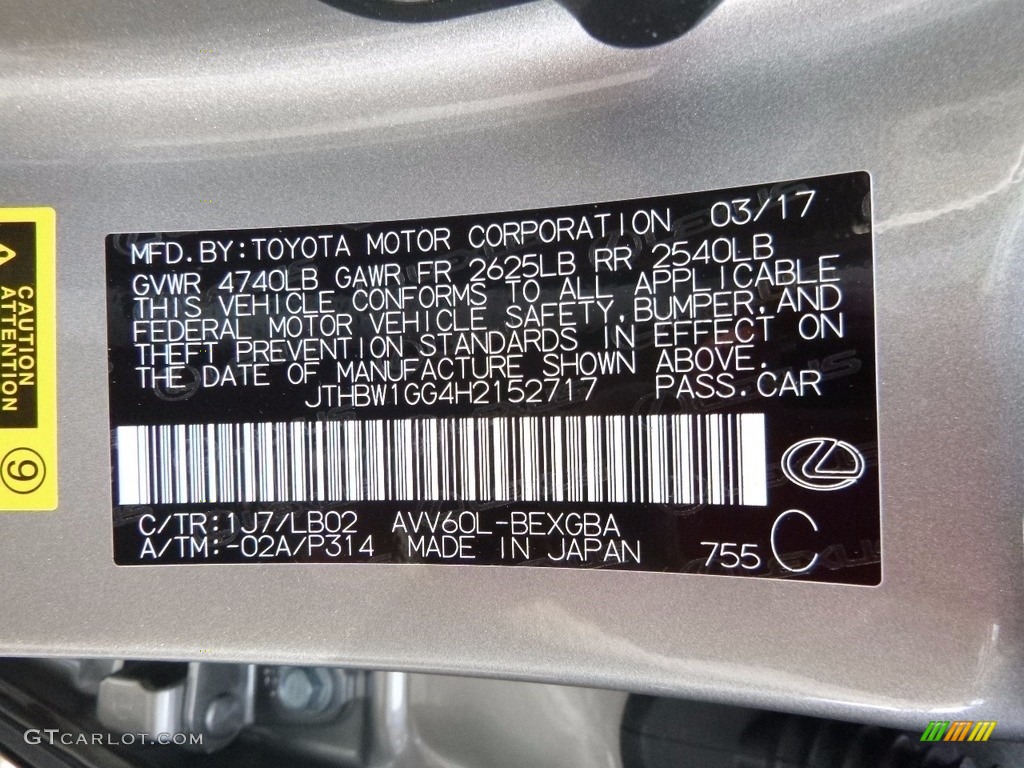 MFD.BY:TOYOTA MOTOR CORPORATION 03/17
GVWR 4740LB GAWR FR 2625LB RR 2540LB
THIS VEHICLE CONFORMS TO ALL APPLICABLE
FEDERAL MOTOR VEHICLE SAFETY, BUMPER, AND
THEFT PREVENTION STANDARDS IN EFFECT ON
THE DATE OF MANUFACTURE SHOWN ABOVE.
JTHBW1GG4H2152717 PASS.CAR
C/TR:1J7/LB02 AVV60L-BEXGBA
A/TM:-02A/P314 MADE IN JAPAN 755 C
CAUTION
ATTENTION
9
GTCARLOT.COM